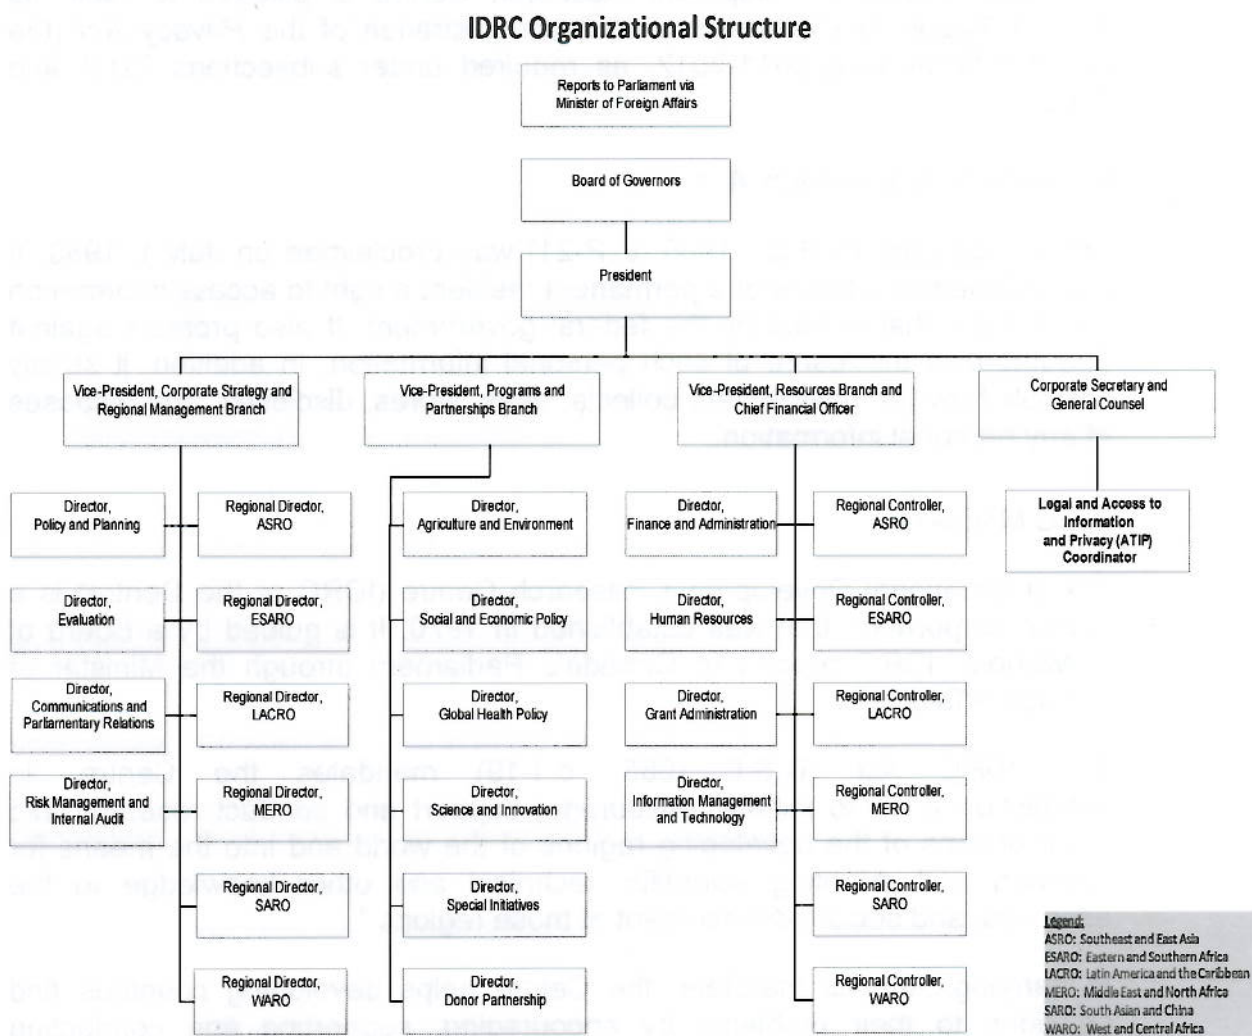 IDRC Organizational Structure
Reports to Parliament via
Minister of Foreign Affairs
Board of Governors
President
Vice-President, Corporate Strategy and
Regional Management Branch
Vice-President, Programs and
Partnerships Branch
Vice-President, Resources Branch and
Chief Financial Officer
Corporate Secretary and
General Counsel
Director,
Policy and Planning
Regional Director,
ASRO
Director,
Agriculture and Environment
Director,
Finance and Administration
Regional Controller,
ASRO
Legal and Access to
Information
and Privacy (ATIP)
Coordinator
Director,
Evaluation
Regional Director,
ESARO
Director,
Social and Economic Policy
Director,
Human Resources
Regional Controller,
ESARO
Director,
Communications and
Parliamentary Relations
Regional Director,
LACRO
Director,
Global Health Policy
Director,
Grant Administration
Regional Controller,
LACRO
Director,
Risk Management and
Internal Audit
Regional Director,
MERO
Director,
Science and Innovation
Director,
Information Management
and Technology
Regional Controller,
MERO
Regional Director,
SARO
Director,
Special Initiatives
Regional Controller,
SARO
Regional Director,
WARO
Director,
Donor Partnership
Regional Controller,
WARO
Legend:
ASRO: Southeast and East Asia
ESARO: Eastern and Southern Africa
LACRO: Latin America and the Caribbean
MERO: Middle East and North Africa
SARO: South Asian and China
WARO: West and Central Africa